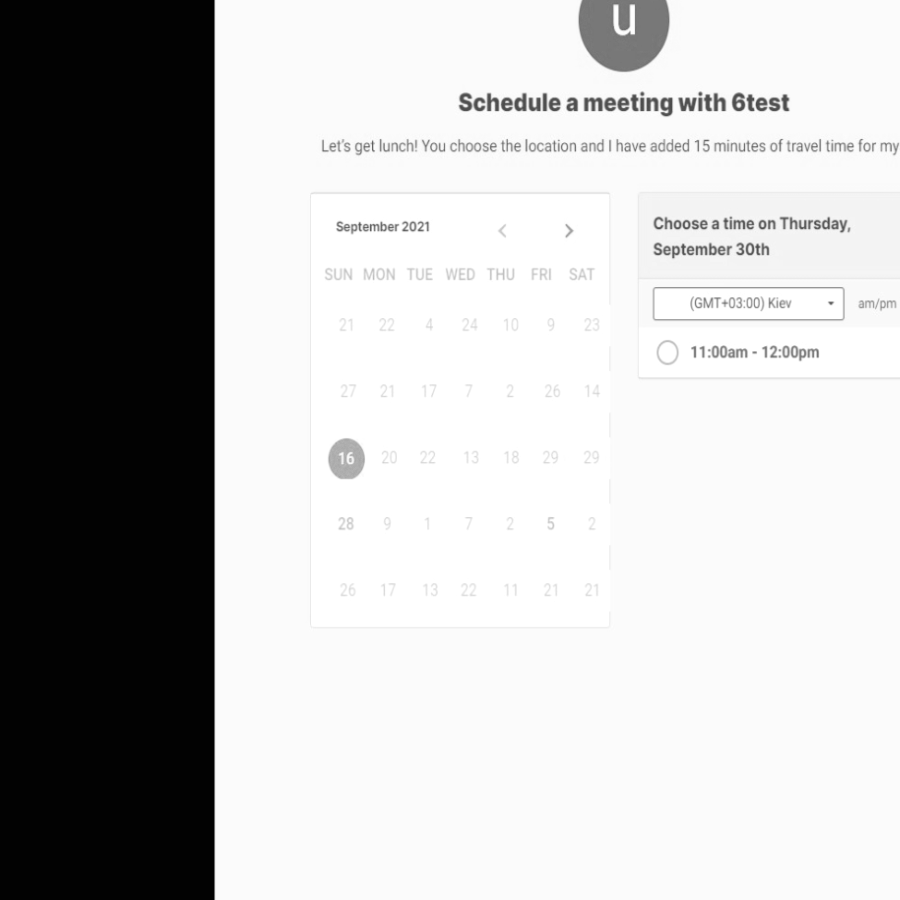 u
Schedule a meeting with 6test
Let's get lunch! You choose the location and I have added 15 minutes of travel time for my
September 2021
SUN MON TUE WED THU FRI SAT
21 22 4 24 10 9 23
27 21 17 7 2 26 14
16 20 22 13 18 29 29
28 9 1 7 2 5 2
26 17 13 22 11 21 21
Choose a time on Thursday,
September 30th
(GMT+03:00) Kiev am/pm
11:00am - 12:00pm